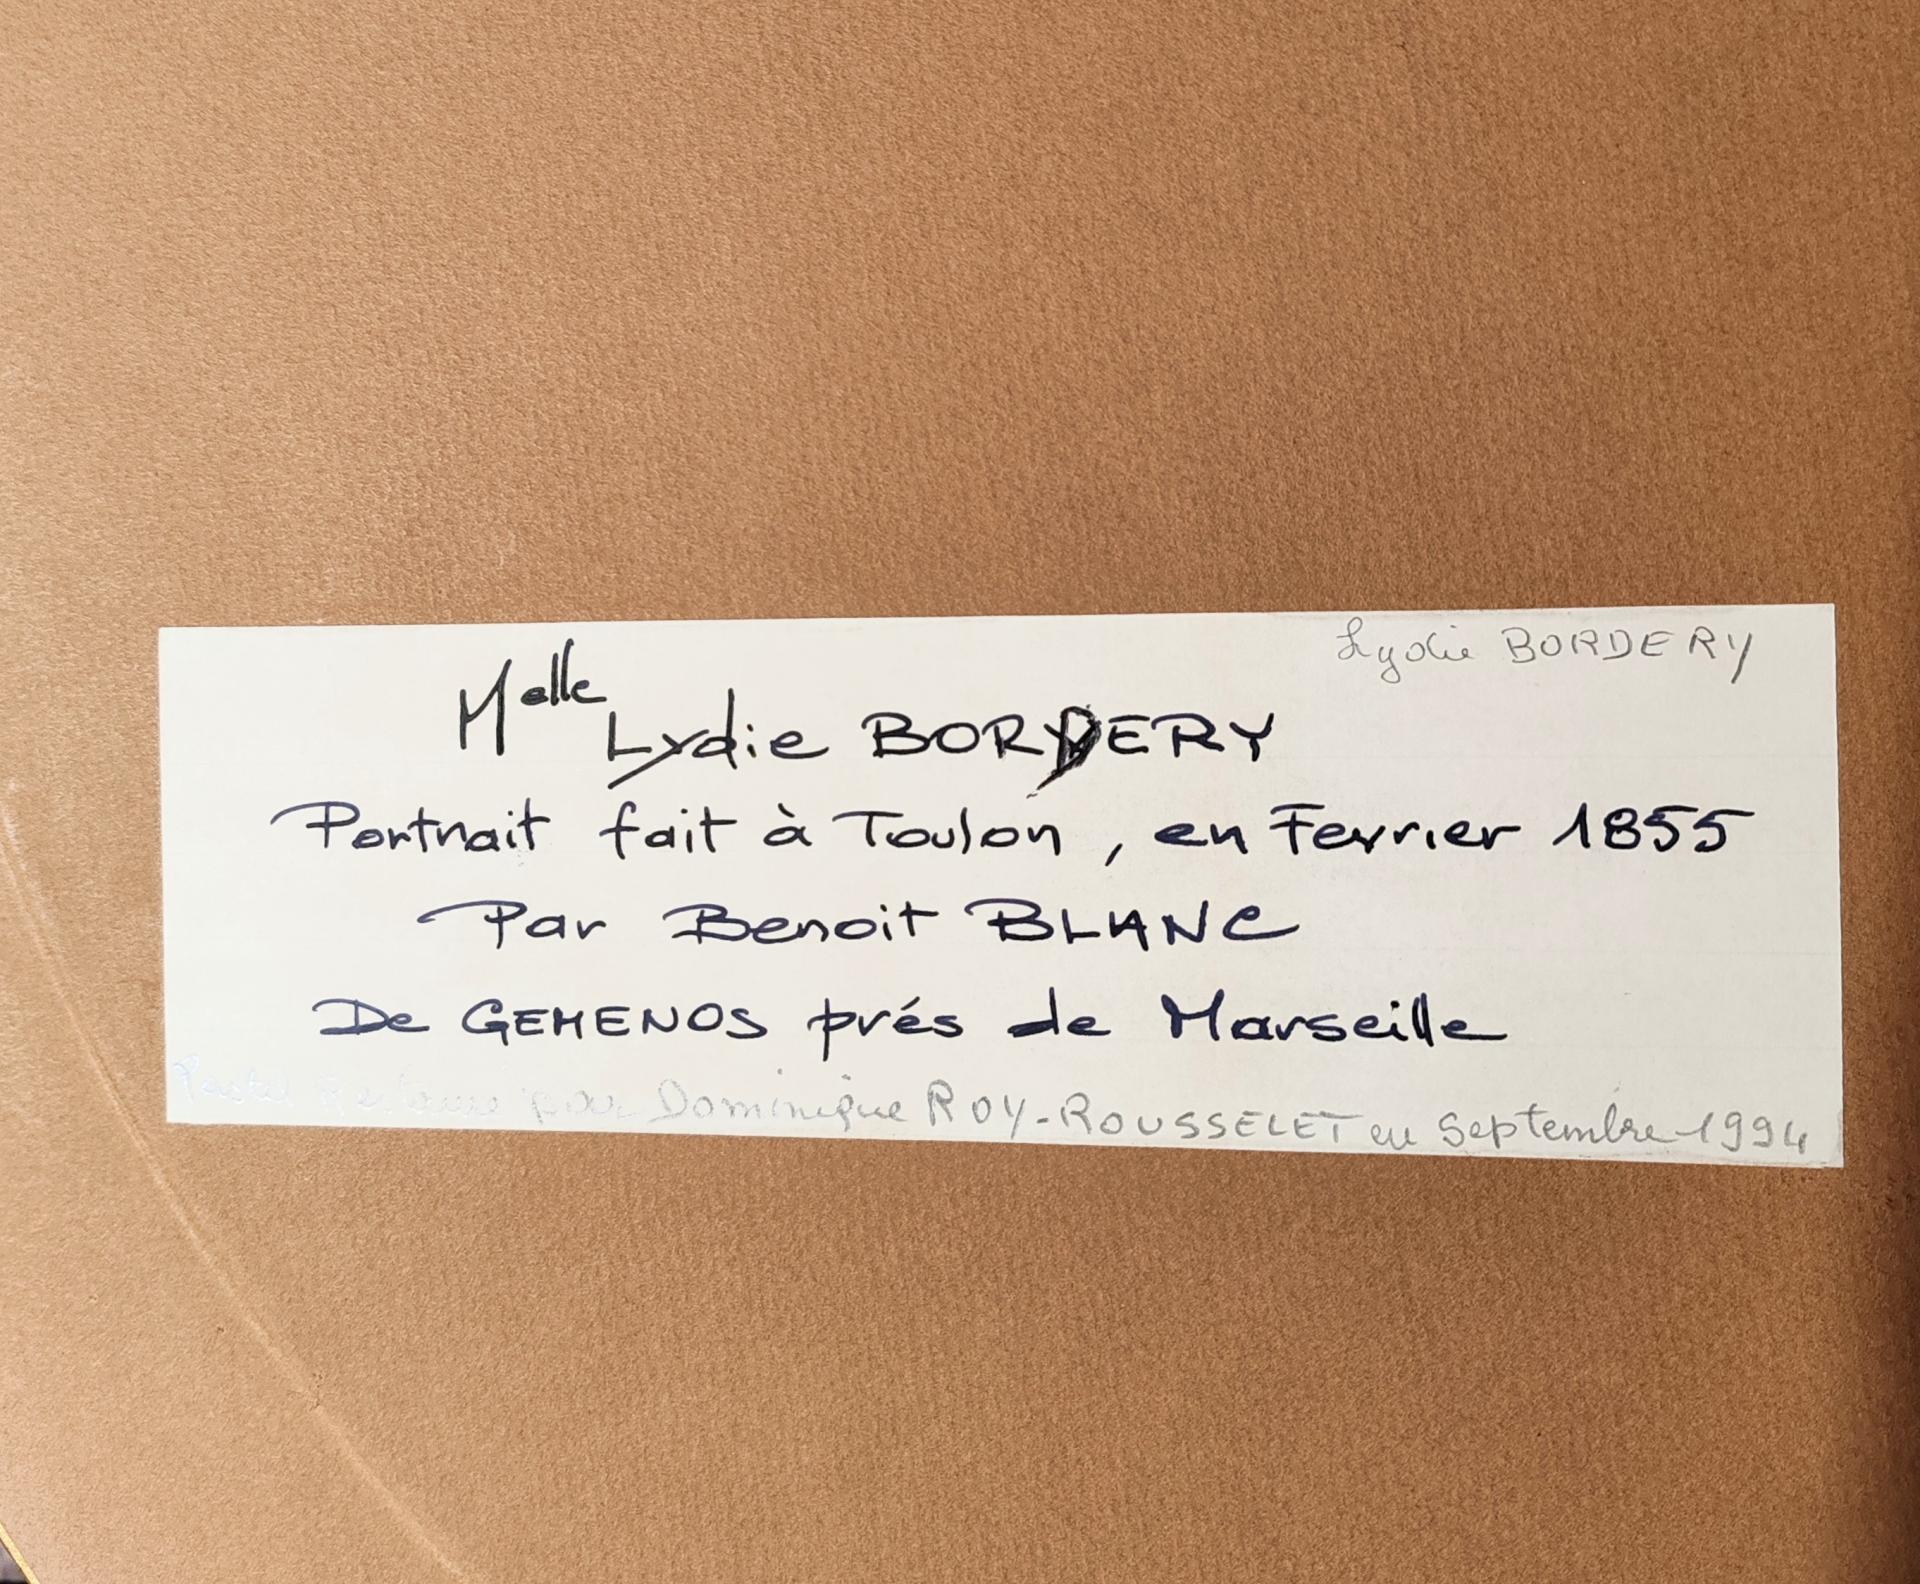 Lydie BORDERY
Melle Lydie BORDERY
Portrait fait à Toulon, en Fevrier 1855
Par Benoit BLANC
De GEMENOS prés de Marseille
Pastel Restauré par Dominique ROY-ROUSSELET en Septembre 1994